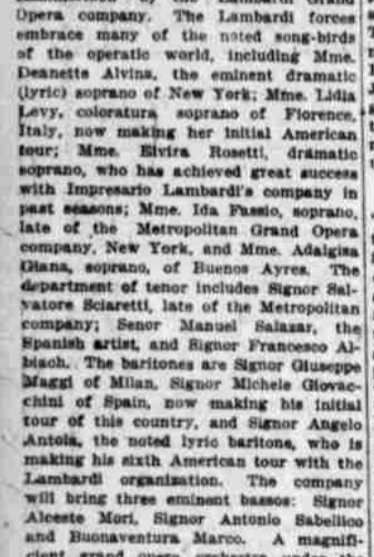 Opera company. The Lambardi forces
embrace many of the noted song-birds
of the operatic world, including Mme.
Deanette Alvina, the eminent dramatic
(lyric) soprano of New York; Mme. Lidia
Levy, coloratura soprano of Florence,
Italy, now making her initial American
tour; Mme. Elvira Rosetti, dramatic
soprano, who has achieved great success
with Impresario Lambardi's company in
past seasons; Mme. Ida Fassio, soprano,
late of the Metropolitan Grand Opera
company, New York, and Mme. Adalgisa
Giana, soprano, of Buenos Ayres. The
department of tenor includes Signor Sal-
vatore Sciaretti, late of the Metropolitan
company; Senor Manuel Salazar, the
Spanish artist, and Signor Francesco Al-
biach. The baritones are Signor Giuseppe
Maggi of Milan, Signor Michele Giovac-
chini of Spain, now making his initial
tour of this country, and Signor Angelo
Antola, the noted lyric baritone, who is
making his sixth American tour with the
Lambardi organization. The company
will bring three eminent bassos: Signor
Alceste Mori, Signor Antonio Sabellico
and Buonaventura Marco. A magnifi-
cient grand opera orchestra under the